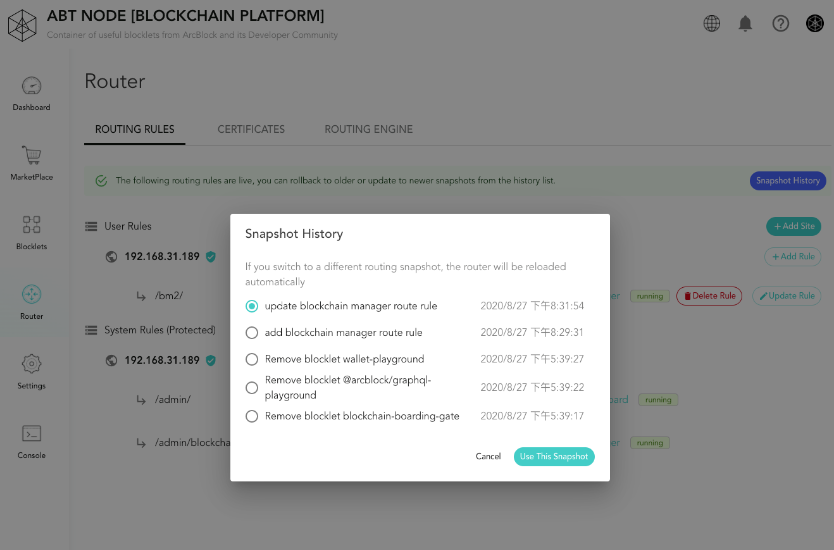 ABT NODE [BLOCKCHAIN PLATFORM]
Container of useful blocklets from ArcBlock and its Developer Community
Dashboard
MarketPlace
Blocklets
Router
Settings
Console
Router
ROUTING RULES CERTIFICATES ROUTING ENGINE
The following routing rules are live, you can rollback to older or update to newer snapshots from the history list.
Snapshot History
User Rules
+ Add Site
192.168.31.189
+ Add Rule
/bm2/
running
Delete Rule
Update Rule
System Rules (Protected)
192.168.31.189
/admin/
running
/admin/blockcha
running
Snapshot History
If you switch to a different routing snapshot, the router will be reloaded
automatically
update blockchain manager route rule 2020/8/27 下午8:31:54
add blockchain manager route rule 2020/8/27 下午8:29:31
Remove blocklet wallet-playground 2020/8/27 下午5:39:27
Remove blocklet @arcblock/graphql-
playground 2020/8/27 下午5:39:22
Remove blocklet blockchain-boarding-gate 2020/8/27 下午5:39:17
Cancel
Use This Snapshot